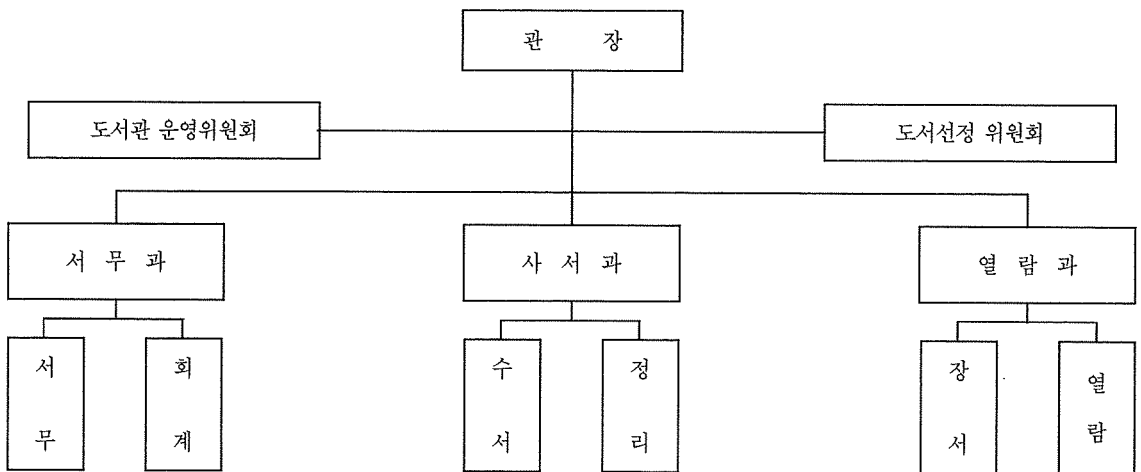 관 장
도서관 운영위원회
도서선정 위원회
서 무 과
사 서 과
열 람 과
서 무
회 계
수 서
정 리
장 서
열 람